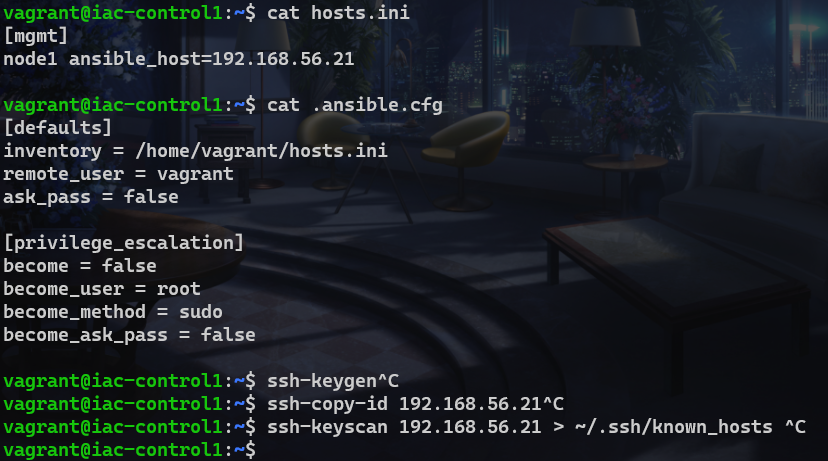 vagrant@iac-control1:~$ cat hosts.ini
[mgmt]
node1 ansible_host=192.168.56.21
vagrant@iac-control1:~$ cat .ansible.cfg
[defaults]
inventory = /home/vagrant/hosts.ini
remote_user = vagrant
ask_pass = false
[privilege_escalation]
become = false
become_user = root
become_method = sudo
become_ask_pass = false
vagrant@iac-control1:~$ ssh-keygen^C
vagrant@iac-control1:~$ ssh-copy-id 192.168.56.21^C
vagrant@iac-control1:~$ ssh-keyscan 192.168.56.21 > ~/.ssh/known_hosts ^C
vagrant@iac-control1:~$